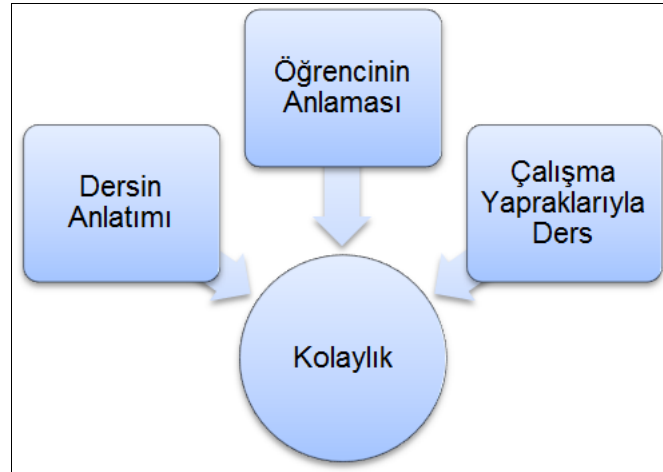 Dersin
Anlatımı
Öğrencinin
Anlaması
Çalışma
Yapraklarıyla
Ders
Kolaylık